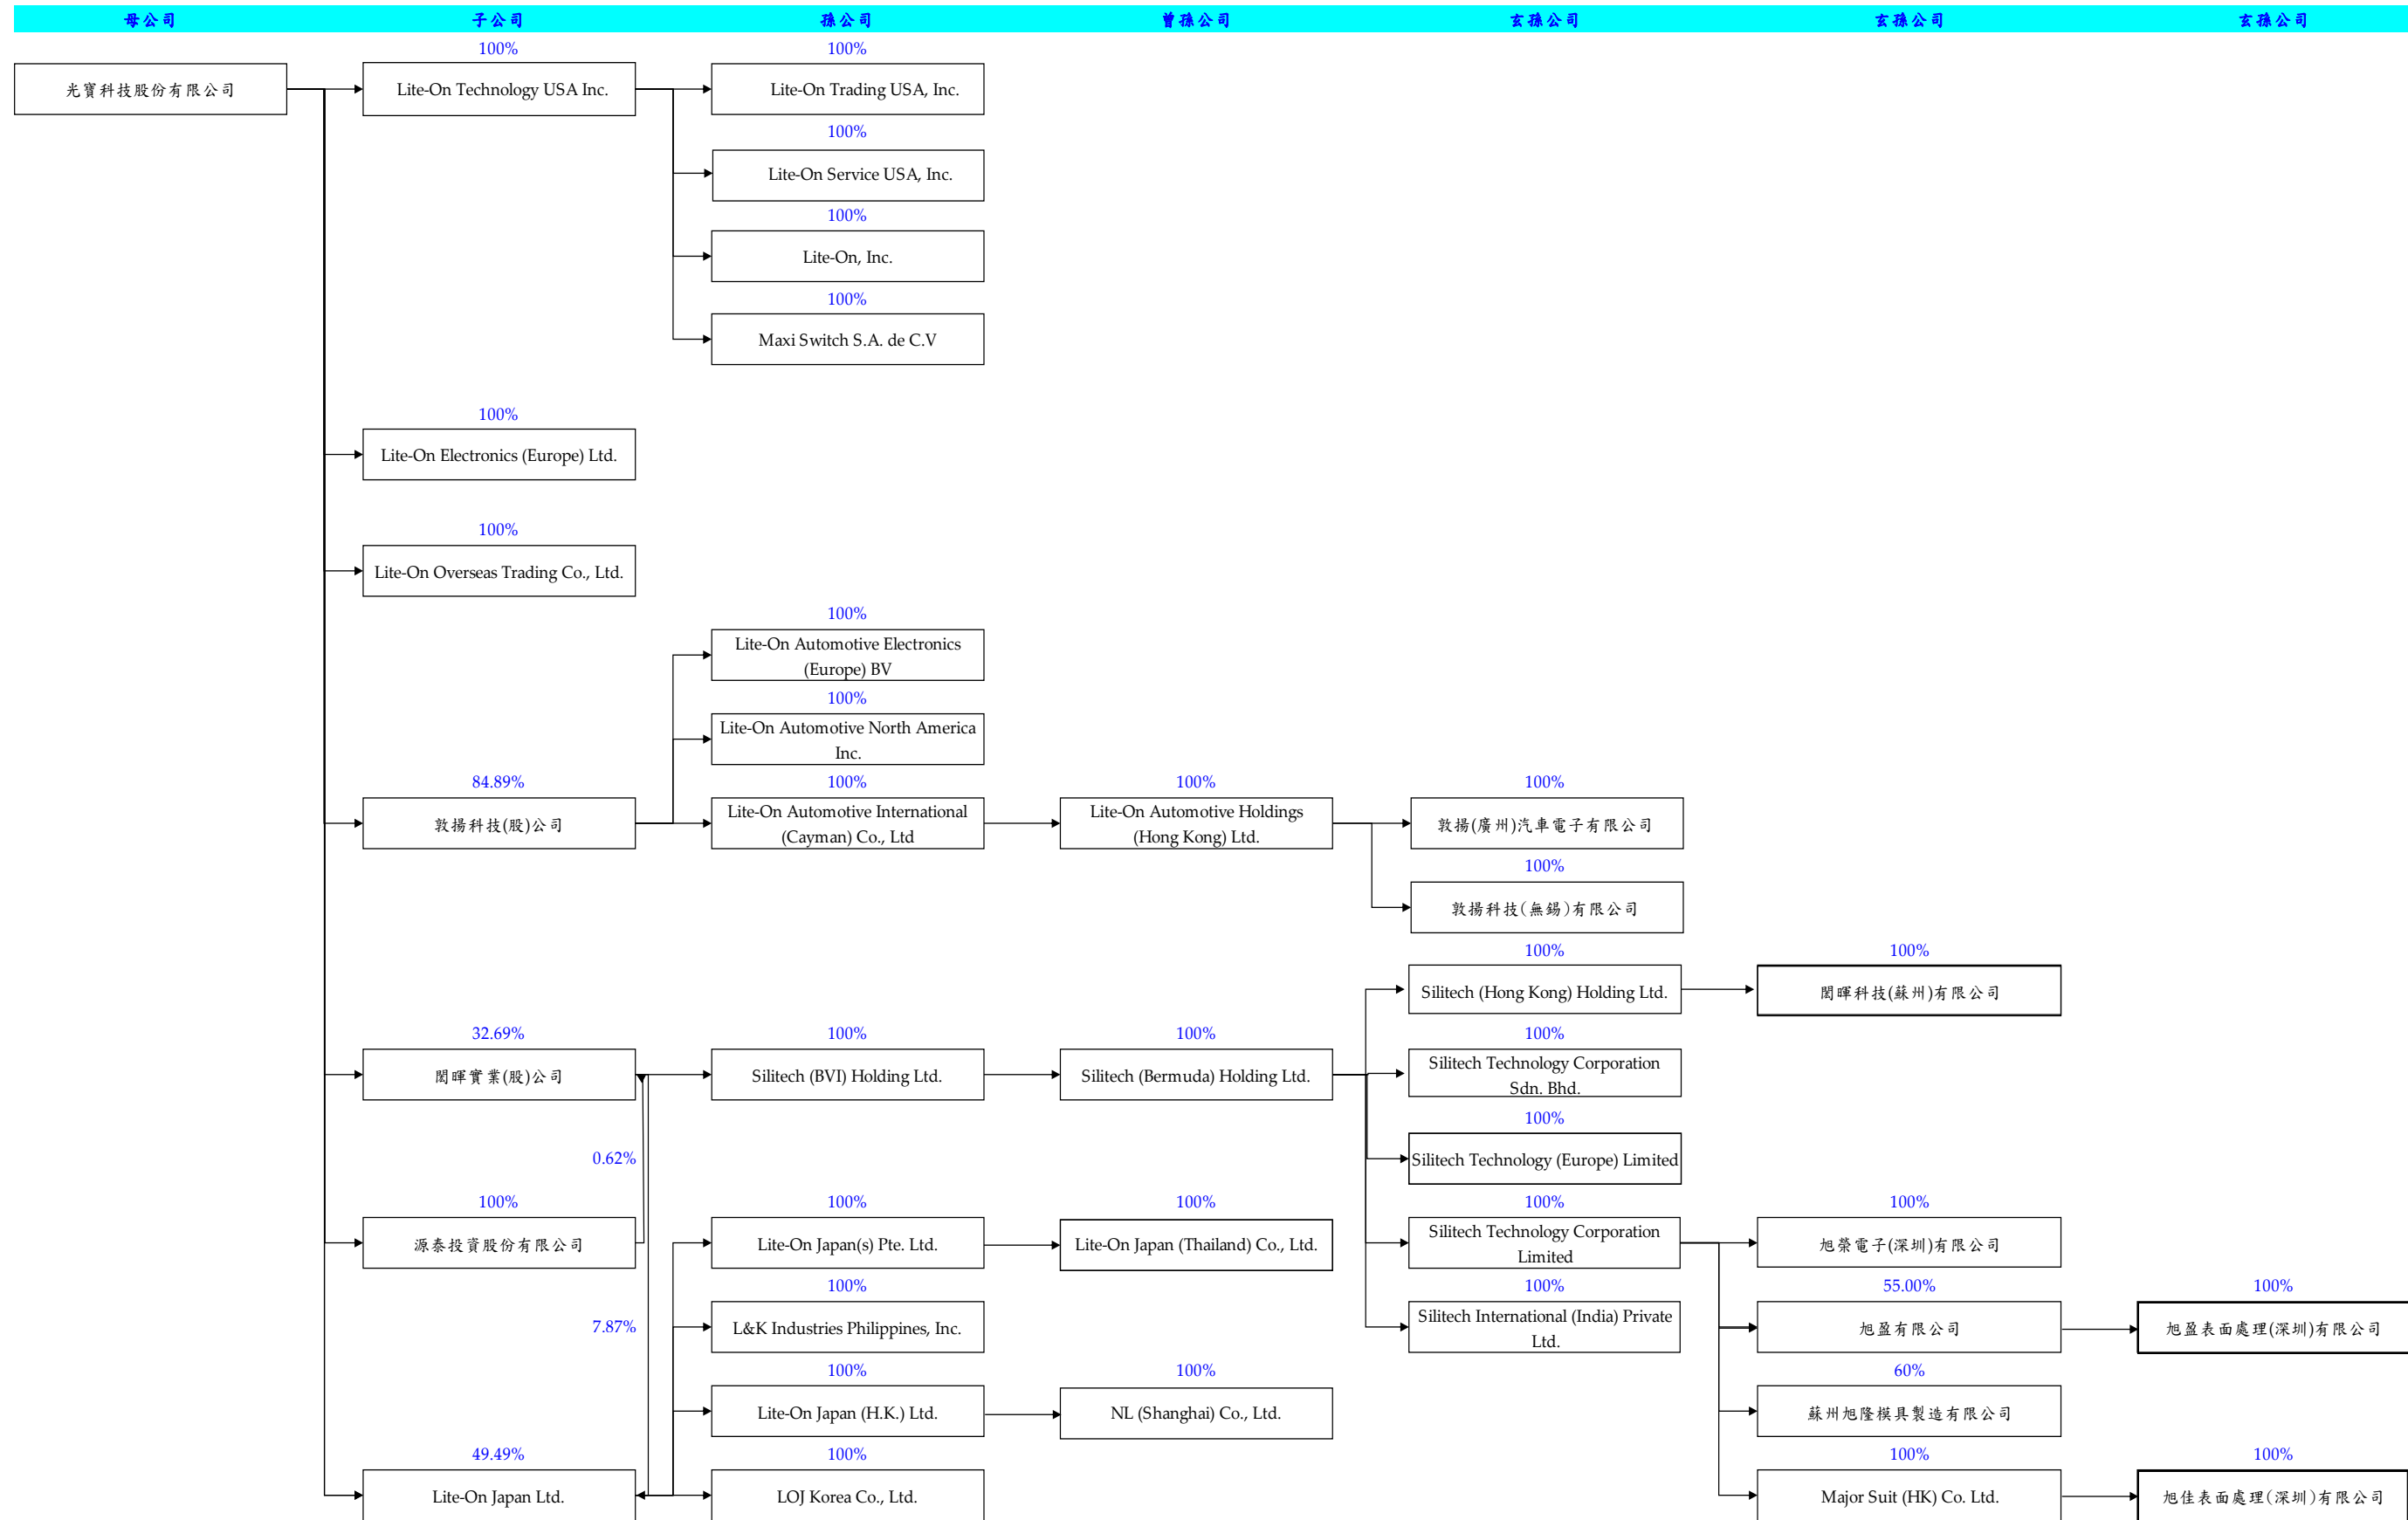 母公司 子公司 孫公司 曾孫公司 玄孫公司 玄孫公司 玄孫公司
100% 100%
光寶科技股份有限公司 Lite-On Technology USA Inc. Lite-On Trading USA, Inc.
100%
Lite-On Service USA, Inc.
100%
Lite-On, Inc.
100%
Maxi Switch S.A. de C.V
100%
Lite-On Electronics (Europe) Ltd.
100%
Lite-On Overseas Trading Co., Ltd.
100%
Lite-On Automotive Electronics
(Europe) BV
100%
Lite-On Automotive North America
Inc.
84.89% 100% 100% 100%
敦揚科技(股)公司 Lite-On Automotive International Lite-On Automotive Holdings 敦揚(廣州)汽車電子有限公司
(Cayman) Co., Ltd (Hong Kong) Ltd.
100%
敦揚科技(無錫)有限公司
100% 100%
Silitech (Hong Kong) Holding Ltd. 閎暉科技(蘇州)有限公司
32.69% 100% 100% 100%
閎暉實業(股)公司 Silitech (BVI) Holding Ltd. Silitech (Bermuda) Holding Ltd. Silitech Technology Corporation
Sdn. Bhd.
100%
0.62% Silitech Technology (Europe) Limited
100% 100% 100% 100% 100%
源泰投資股份有限公司 Lite-On Japan(s) Pte. Ltd. Lite-On Japan (Thailand) Co., Ltd. Silitech Technology Corporation 旭榮電子(深圳)有限公司
Limited
100% 100% 55.00% 100%
7.87% L&K Industries Philippines, Inc. Silitech International (India) Private 旭盈有限公司 旭盈表面處理(深圳)有限公司
Ltd.
100% 100% 60%
Lite-On Japan (H.K.) Ltd. NL (Shanghai) Co., Ltd. 蘇州旭隆模具製造有限公司
49.49% 100% 100% 100%
Lite-On Japan Ltd. LOJ Korea Co., Ltd. Major Suit (HK) Co. Ltd. 旭佳表面處理(深圳)有限公司